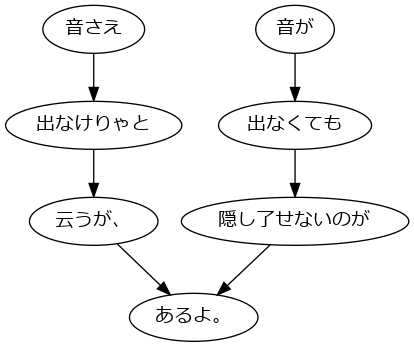 音さえ
出なけりゃと
云うが、
音が
出なくても
隠し了せないのが
あるよ。